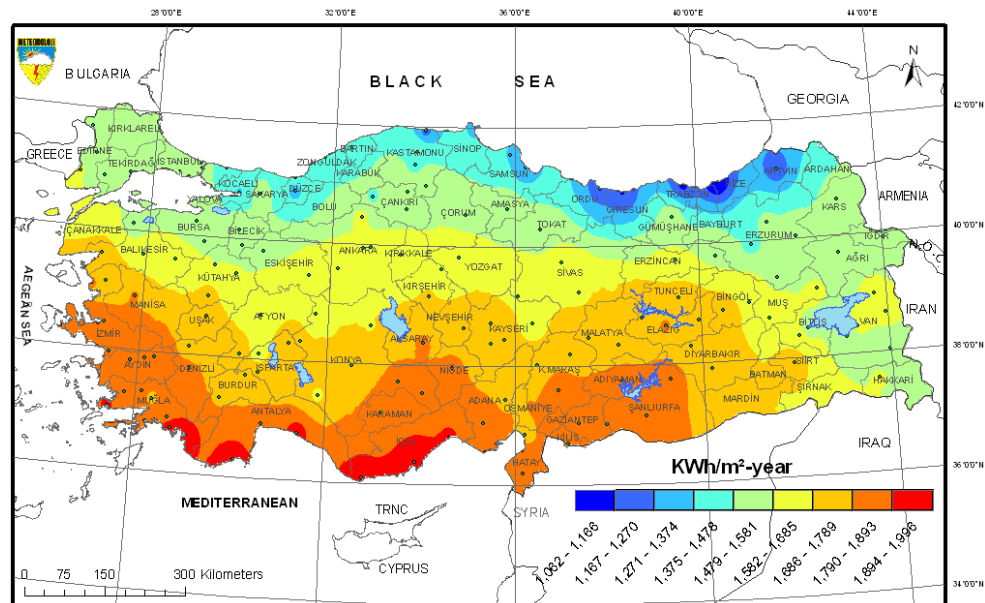 28°0'0"E 32°0'0"E 36°0'0"E 40°0'0"E 44°0'0"E
BULGARIA
BLACK SEA
N
GEORGIA
42°0'0"N
KIRKLARELİ
EDİRNE
GREECE
TEKİRDAĞ
İSTANBUL
BARTIN
KASTAMONU
SİNOP
ZONGULDAK
KARABÜK
SAMSUN
ARTVİN
ARDAHAN
KOCAELİ
YALOVA
SAKARYA
DÜZCE
BOLU
ORDU
TRABZON
RİZE
GİRESUN
ARMENIA
KARS
ÇANKIRI
ÇORUM
AMASYA
TOKAT
GÜMÜŞHANE
BAYBURT
ERZURUM
IĞDIR
40°0'0"N
ÇANAKKALE
BURSA
BİLECİK
BALIKESİR
ESKİŞEHİR
ANKARA
KIRIKKALE
YOZGAT
SİVAS
ERZİNCAN
AĞRI
AEGEAN SEA
KÜTAHYA
KIRŞEHİR
TUNCELİ
BİNGÖL
MUŞ
IRAN
MANİSA
UŞAK
AFYON
NEVŞEHİR
KAYSERİ
MALATYA
ELAZIĞ
BİTLİS
VAN
İZMİR
AKSARAY
KONYA
DİYARBAKIR
38°0'0"N
AYDIN
DENİZLİ
ISPARTA
BURDUR
NİĞDE
K.MARAŞ
ADIYAMAN
BATMAN
SİİRT
ŞIRNAK
HAKKARİ
MUĞLA
ANTALYA
KARAMAN
ADANA
OSMANİYE
GAZİANTEP
ŞANLIURFA
MARDİN
İÇEL
KİLİS
HATAY
IRAQ
36°0'0"N
KWh/m²-year
MEDITERRANEAN
TRNC
SYRIA
CYPRUS
1.062 - 1.166
1.167 - 1.270
1.271 - 1.374
1.375 - 1.478
1.479 - 1.581
1.582 - 1.685
1.686 - 1.789
1.790 - 1.893
1.894 - 1.996
0 75 150 300 Kilometers
34°0'0"N